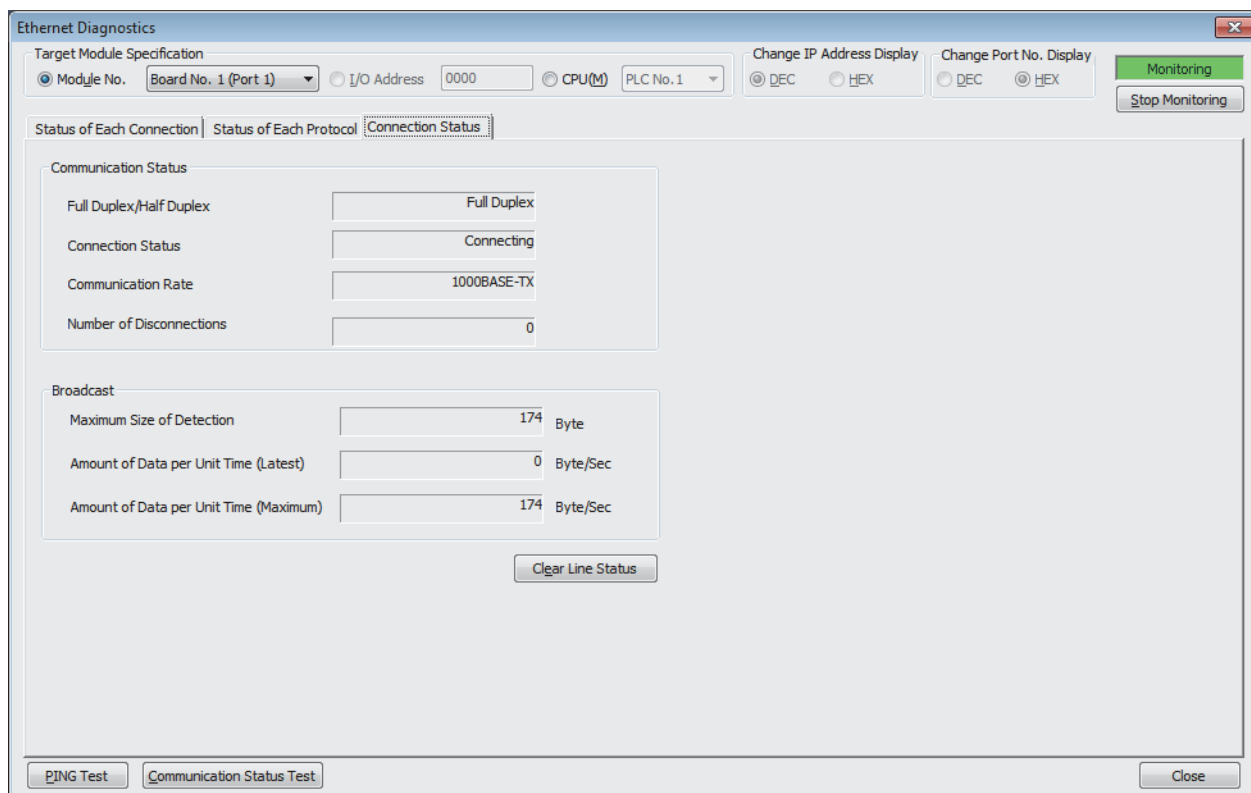 Ethernet Diagnostics
Target Module Specification
Module No. Board No. 1 (Port 1) I/O Address 0000 CPU(M) PLC No. 1
Change IP Address Display
DEC HEX
Change Port No. Display
DEC HEX
Monitoring
Stop Monitoring
Status of Each Connection Status of Each Protocol Connection Status
Communication Status
Full Duplex/Half Duplex Full Duplex
Connection Status Connecting
Communication Rate 1000BASE-TX
Number of Disconnections 0
Broadcast
Maximum Size of Detection 174 Byte
Amount of Data per Unit Time (Latest) 0 Byte/Sec
Amount of Data per Unit Time (Maximum) 174 Byte/Sec
Clear Line Status
PING Test Communication Status Test Close